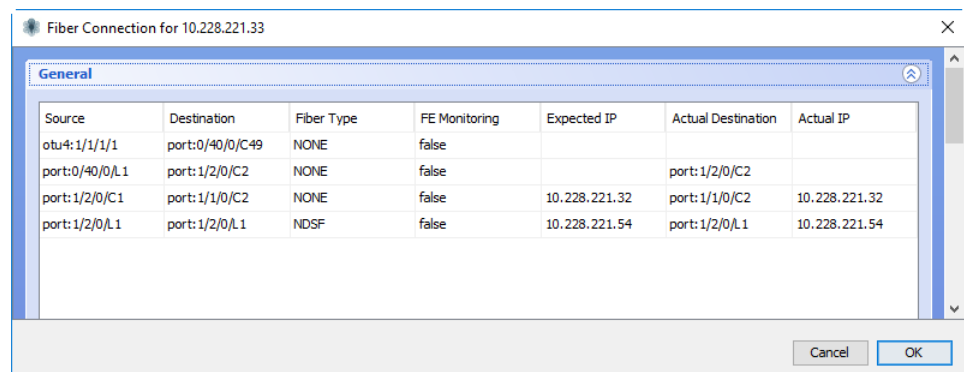 Fiber Connection for 10.228.221.33
General
Source Destination Fiber Type FE Monitoring Expected IP Actual Destination Actual IP
otu4:1/1/1/1 port:0/40/0/C49 NONE false
port:0/40/0/L1 port:1/2/0/C2 NONE false port:1/2/0/C2
port:1/2/0/C1 port:1/1/0/C2 NONE false 10.228.221.32 port:1/1/0/C2 10.228.221.32
port:1/2/0/L1 port:1/2/0/L1 NDSF false 10.228.221.54 port:1/2/0/L1 10.228.221.54
Cancel OK